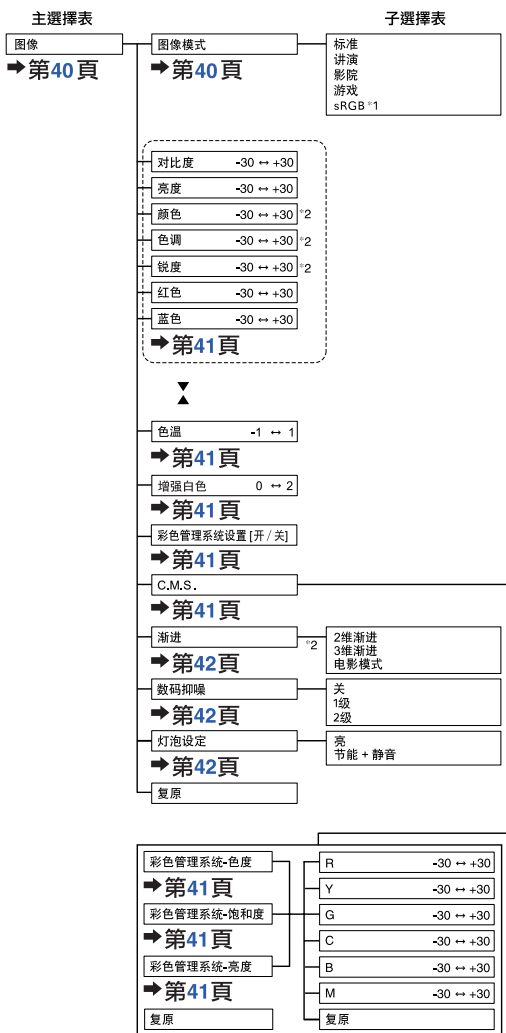 主選擇表
子選擇表
图像
第40頁
图像模式
第40頁
标准
讲演
影院
游戏
sRGB *1
对比度 -30 ↔ +30
亮度 -30 ↔ +30
颜色 -30 ↔ +30 *2
色调 -30 ↔ +30 *2
锐度 -30 ↔ +30 *2
红色 -30 ↔ +30
蓝色 -30 ↔ +30
第41頁
色温 -1 ↔ 1
第41頁
增强白色 0 ↔ 2
第41頁
彩色管理系统设置 [开 / 关]
第41頁
C.M.S.
第41頁
渐进 *2
第42頁
2维渐进
3维渐进
电影模式
数码抑噪
第42頁
关
1级
2级
灯泡设定
第42頁
亮
节能 + 静音
复原
彩色管理系统-色度
第41頁
彩色管理系统-饱和度
第41頁
彩色管理系统-亮度
第41頁
复原
R -30 ↔ +30
Y -30 ↔ +30
G -30 ↔ +30
C -30 ↔ +30
B -30 ↔ +30
M -30 ↔ +30
复原